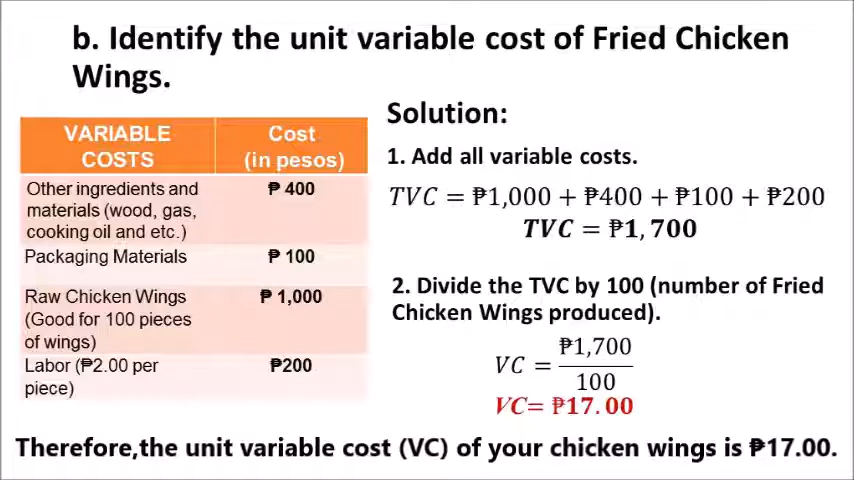 b. Identify the unit variable cost of Fried Chicken
Wings.
VARIABLE
COSTS
Cost
(in pesos)
Other ingredients and
materials (wood, gas,
cooking oil and etc.)
₱ 400
Packaging Materials
₱ 100
Raw Chicken Wings
(Good for 100 pieces
of wings)
₱ 1,000
Labor (₱2.00 per
piece)
₱200
Solution:
1. Add all variable costs.
TVC = ₱1,000 + ₱400 + ₱100 + ₱200
TVC = ₱1,700
2. Divide the TVC by 100 (number of Fried
Chicken Wings produced).
VC = ₱1,700
100
VC= ₱17.00
Therefore,the unit variable cost (VC) of your chicken wings is ₱17.00.